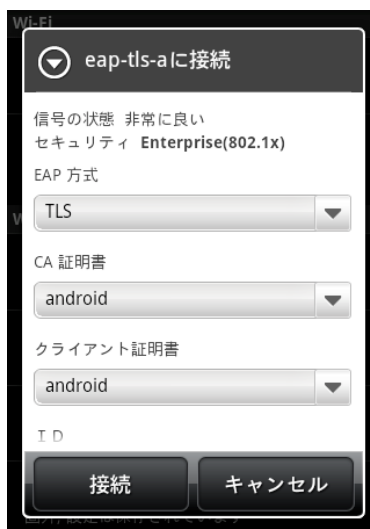 Wi-Fi
eap-tls-aに接続
信号の状態 非常に良い
セキュリティ Enterprise(802.1x)
EAP 方式
TLS
CA 証明書
android
クライアント証明書
android
ＩＤ
接続
キャンセル